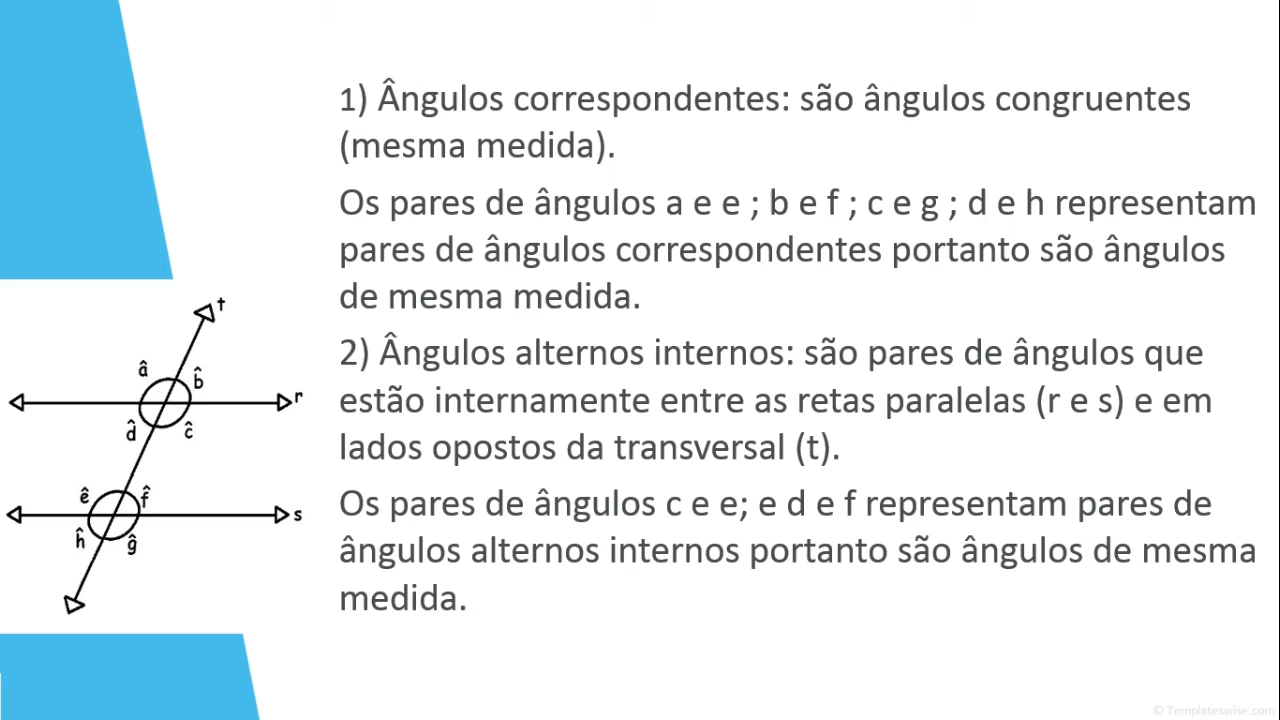 1) Ângulos correspondentes: são ângulos congruentes
(mesma medida).
Os pares de ângulos a e e ; b e f ; c e g ; d e h representam
pares de ângulos correspondentes portanto são ângulos
de mesma medida.
2) Ângulos alternos internos: são pares de ângulos que
estão internamente entre as retas paralelas (r e s) e em
lados opostos da transversal (t).
Os pares de ângulos c e e; e d e f representam pares de
ângulos alternos internos portanto são ângulos de mesma
medida.
t
â
b̂
r
d̂
ĉ
ê
f̂
s
ĥ
ĝ
© Templateswise.com